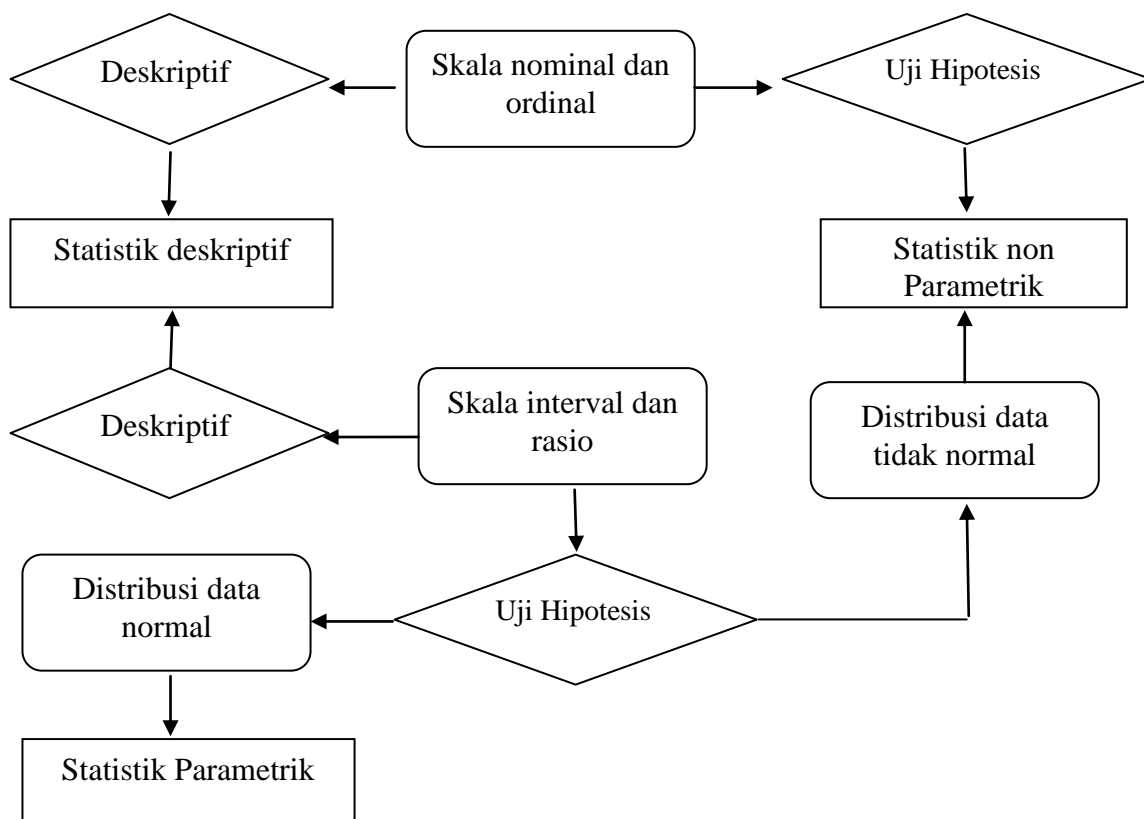 Deskriptif
Skala nominal dan
ordinal
Uji Hipotesis
Statistik deskriptif
Statistik non
Parametrik
Deskriptif
Skala interval dan
rasio
Distribusi data
tidak normal
Distribusi data
normal
Uji Hipotesis
Statistik Parametrik